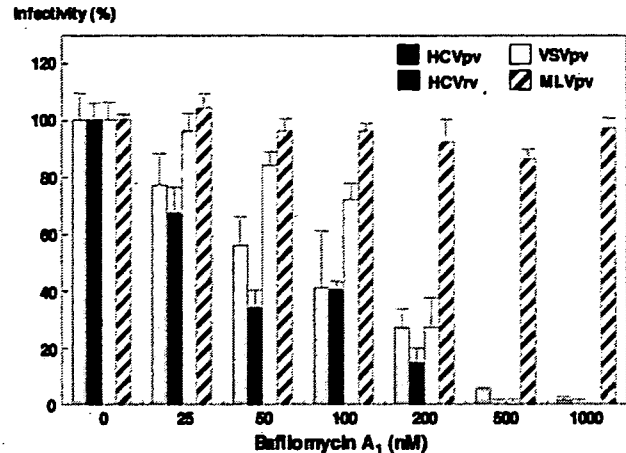 Infectivity (%)
HCVpv
VSVpv
HCVrv
MLVpv
120
100
80
60
40
20
0
0 25 50 100 200 500 1000
Bafilomycin A1 (nM)